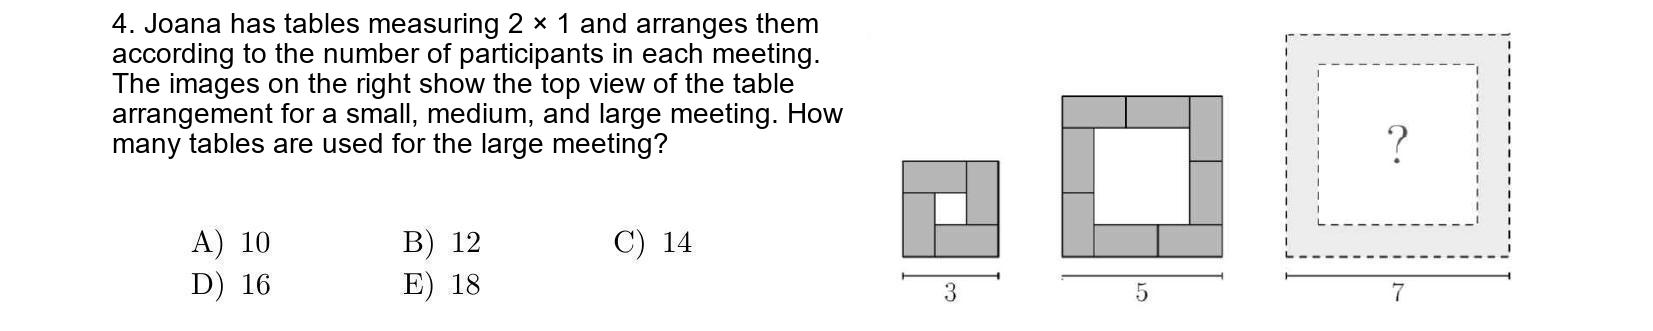 4. Joana has tables measuring 2 × 1 and arranges them
according to the number of participants in each meeting.
The images on the right show the top view of the table
arrangement for a small, medium, and large meeting. How
many tables are used for the large meeting?
A) 10 B) 12 C) 14
D) 16 E) 18
?
3 5 7